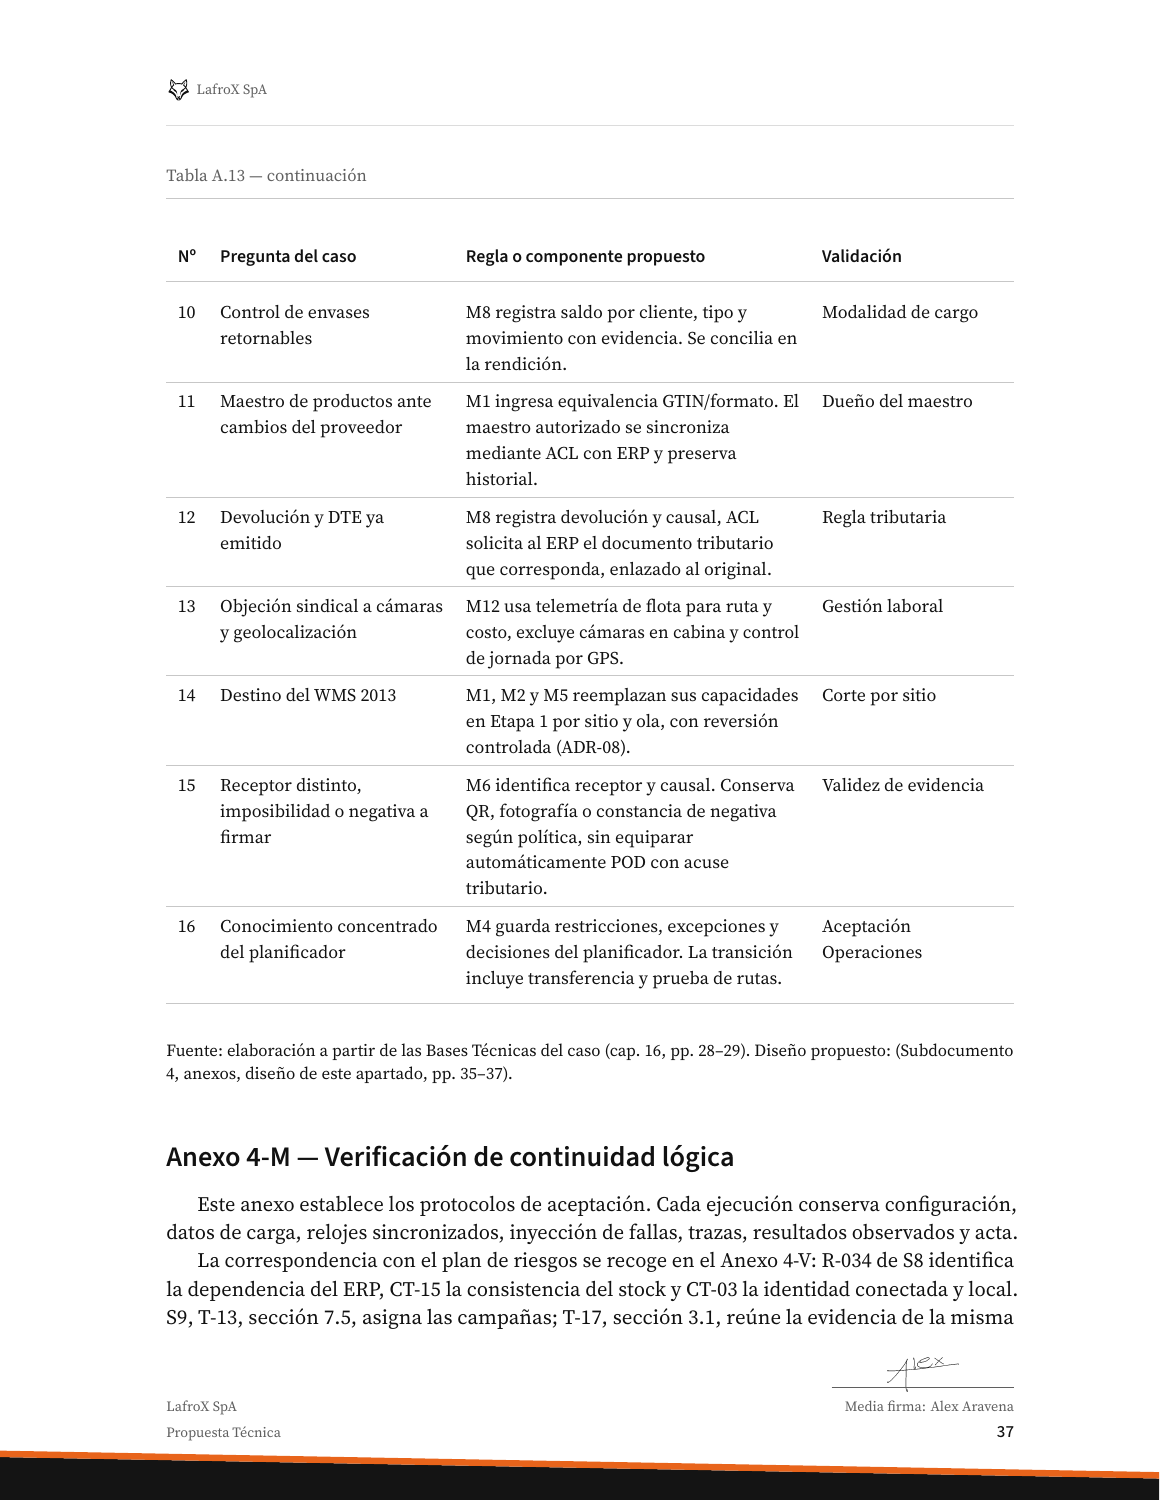 LafroX SpA
Tabla A.13 — continuación
Nº Pregunta del caso Regla o componente propuesto Validación
10 Control de envases M8 registra saldo por cliente, tipo y Modalidad de cargo
retornables movimiento con evidencia. Se concilia en
la rendición.
11 Maestro de productos ante M1 ingresa equivalencia GTIN/formato. El Dueño del maestro
cambios del proveedor maestro autorizado se sincroniza
mediante ACL con ERP y preserva
historial.
12 Devolución y DTE ya M8 registra devolución y causal, ACL Regla tributaria
emitido solicita al ERP el documento tributario
que corresponda, enlazado al original.
13 Objeción sindical a cámaras M12 usa telemetría de flota para ruta y Gestión laboral
y geolocalización costo, excluye cámaras en cabina y control
de jornada por GPS.
14 Destino del WMS 2013 M1, M2 y M5 reemplazan sus capacidades Corte por sitio
en Etapa 1 por sitio y ola, con reversión
controlada (ADR-08).
15 Receptor distinto, M6 identifica receptor y causal. Conserva Validez de evidencia
imposibilidad o negativa a QR, fotografía o constancia de negativa
firmar según política, sin equiparar
automáticamente POD con acuse
tributario.
16 Conocimiento concentrado M4 guarda restricciones, excepciones y Aceptación
del planificador decisiones del planificador. La transición Operaciones
incluye transferencia y prueba de rutas.
Fuente: elaboración a partir de las Bases Técnicas del caso (cap. 16, pp. 28–29). Diseño propuesto: (Subdocumento
4, anexos, diseño de este apartado, pp. 35–37).
Anexo 4-M — Verificación de continuidad lógica
Este anexo establece los protocolos de aceptación. Cada ejecución conserva configuración,
datos de carga, relojes sincronizados, inyección de fallas, trazas, resultados observados y acta.
La correspondencia con el plan de riesgos se recoge en el Anexo 4-V: R-034 de S8 identifica
la dependencia del ERP, CT-15 la consistencia del stock y CT-03 la identidad conectada y local.
S9, T-13, sección 7.5, asigna las campañas; T-17, sección 3.1, reúne la evidencia de la misma
Alex
LafroX SpA Media firma: Alex Aravena
Propuesta Técnica 37